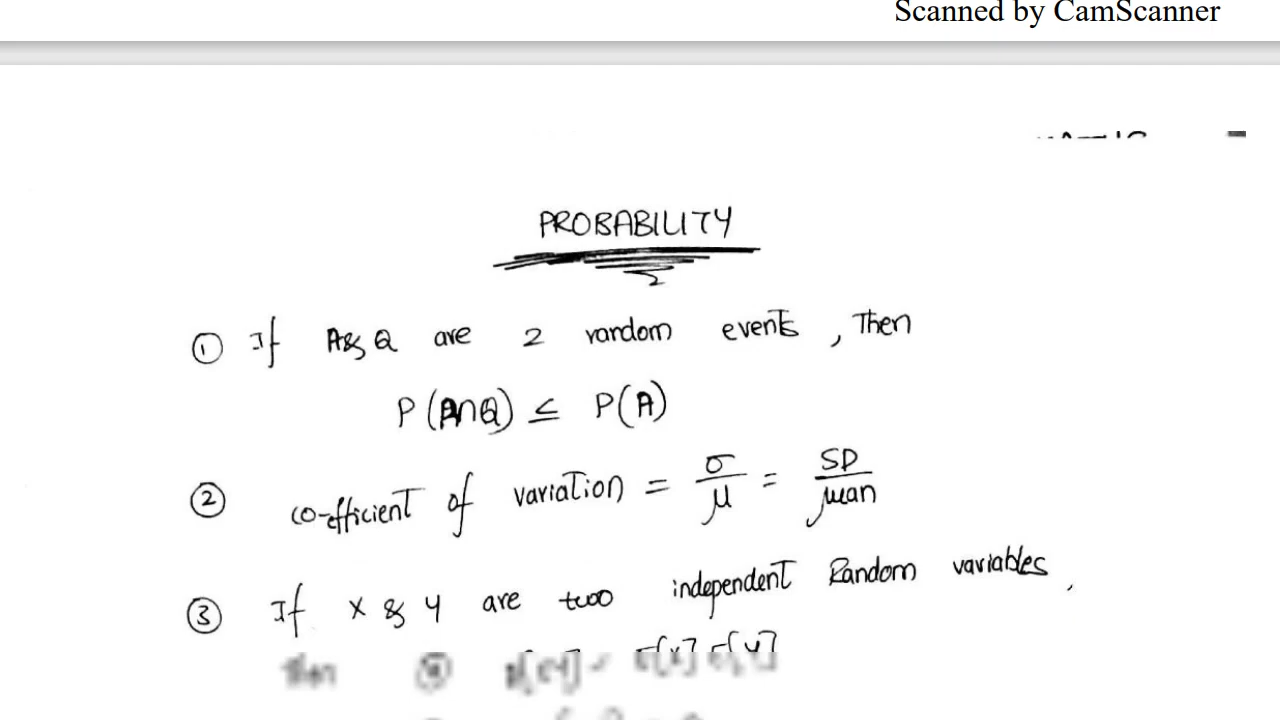 Scanned by CamScanner
PROBABILITY
① If A & Q are 2 random events, Then
P(A∩Q) ≤ P(A)
② co-efficient of variation = σ/μ = SD/mean
③ If X & Y are two independent Random variables,
E[X] E[Y]